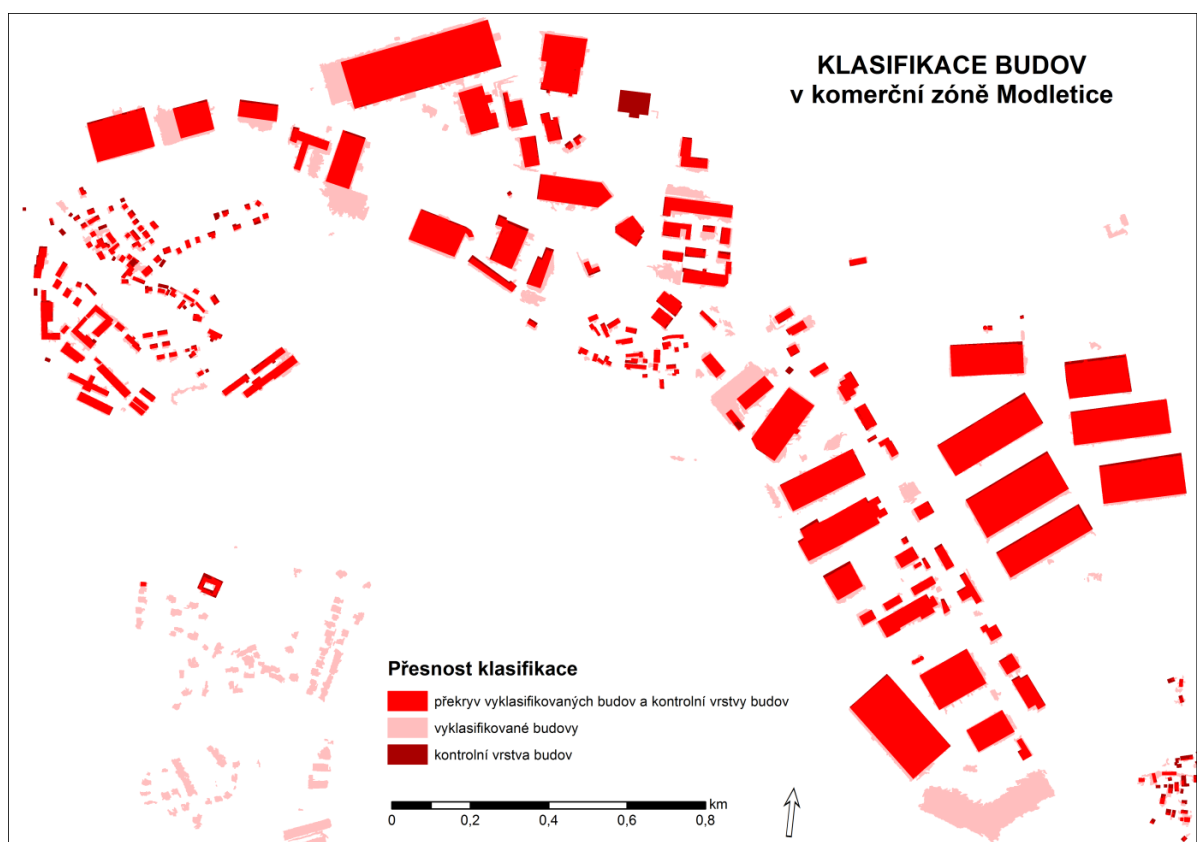 KLASIFIKACE BUDOV
v komerční zóně Modletice
Přesnost klasifikace
překryv vyklasifikovaných budov a kontrolní vrstvy budov
vyklasifikované budovy
kontrolní vrstva budov
km
0 0,2 0,4 0,6 0,8